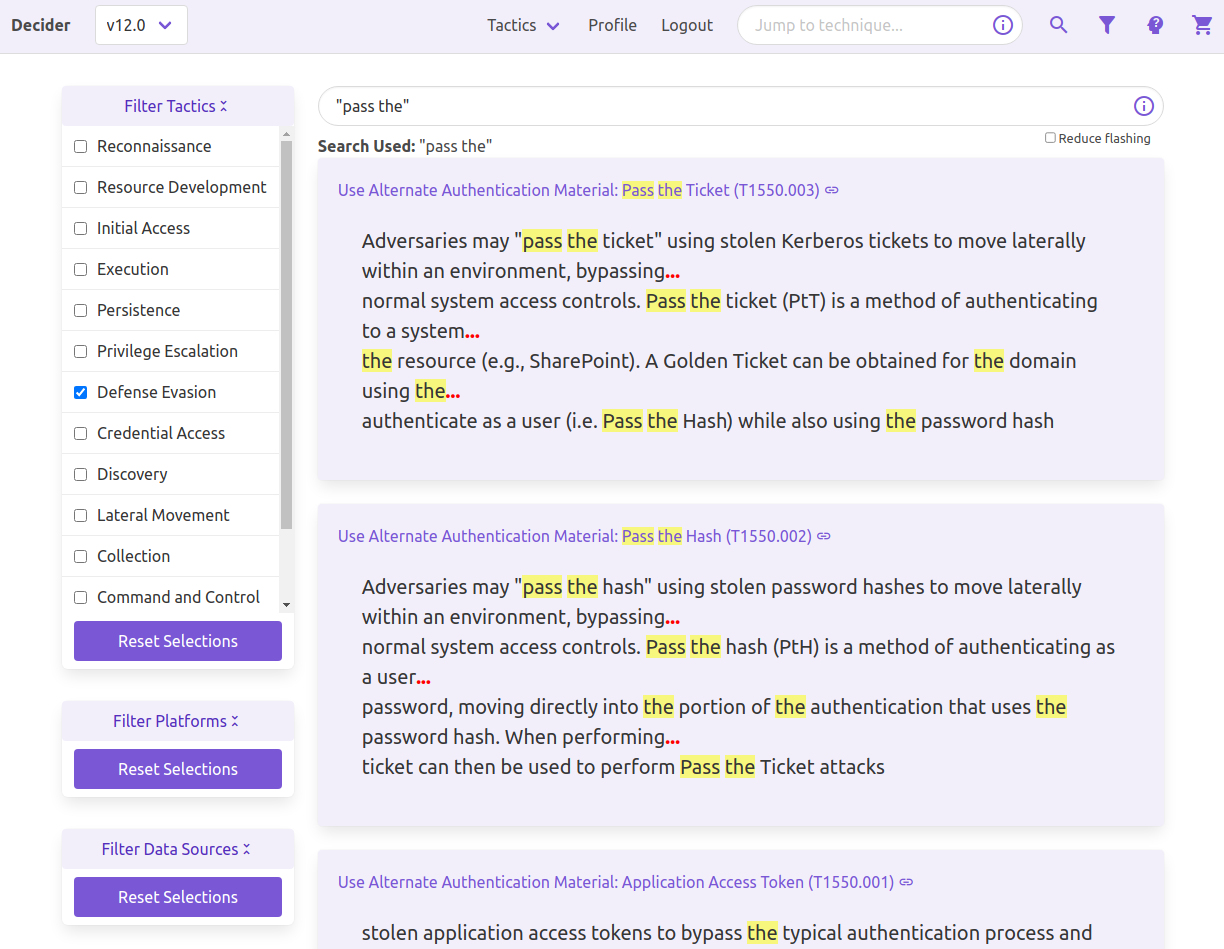 Decider
v12.0
Tactics
Profile
Logout
Jump to technique...
Filter Tactics
Reconnaissance
Resource Development
Initial Access
Execution
Persistence
Privilege Escalation
Defense Evasion
Credential Access
Discovery
Lateral Movement
Collection
Command and Control
Reset Selections
Filter Platforms
Reset Selections
Filter Data Sources
Reset Selections
"pass the"
Search Used: "pass the"
Reduce flashing
Use Alternate Authentication Material: Pass the Ticket (T1550.003)
Adversaries may "pass the ticket" using stolen Kerberos tickets to move laterally
within an environment, bypassing...
normal system access controls. Pass the ticket (PtT) is a method of authenticating
to a system...
the resource (e.g., SharePoint). A Golden Ticket can be obtained for the domain
using the...
authenticate as a user (i.e. Pass the Hash) while also using the password hash
Use Alternate Authentication Material: Pass the Hash (T1550.002)
Adversaries may "pass the hash" using stolen password hashes to move laterally
within an environment, bypassing...
normal system access controls. Pass the hash (PtH) is a method of authenticating as
a user...
password, moving directly into the portion of the authentication that uses the
password hash. When performing...
ticket can then be used to perform Pass the Ticket attacks
Use Alternate Authentication Material: Application Access Token (T1550.001)
stolen application access tokens to bypass the typical authentication process and